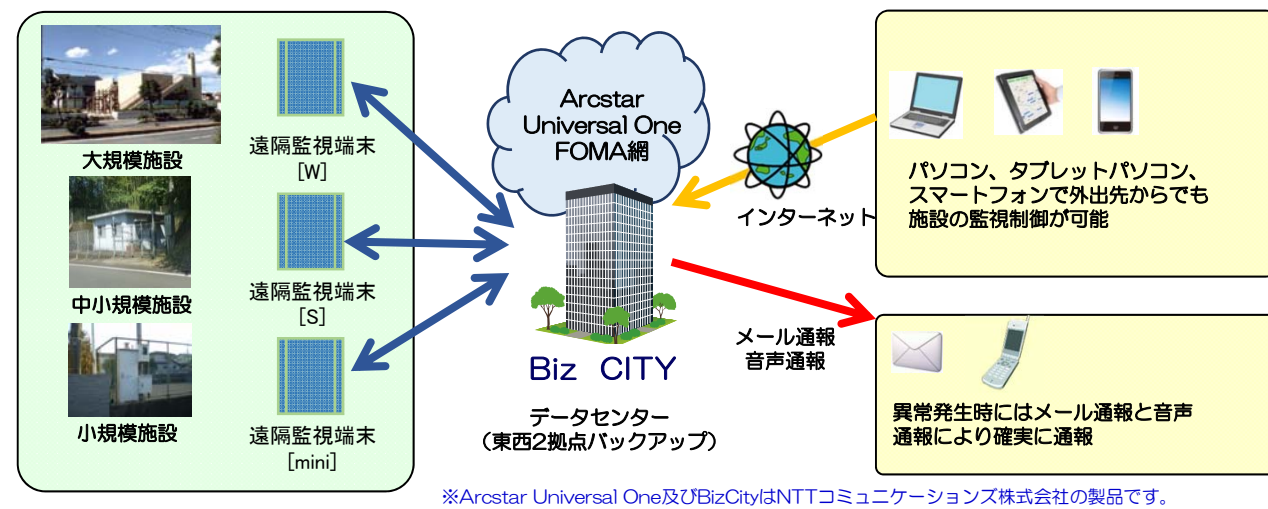 大規模施設
遠隔監視端末
[W]
中小規模施設
遠隔監視端末
[S]
小規模施設
遠隔監視端末
[mini]
Arcstar
Universal One
FOMA網
Biz CITY
データセンター
(東西2拠点バックアップ)
インターネット
メール通報
音声通報
パソコン、タブレットパソコン、
スマートフォンで外出先からでも
施設の監視制御が可能
異常発生時にはメール通報と音声
通報により確実に通報
※Arcstar Universal One及びBizCityはNTTコミュニケーションズ株式会社の製品です。